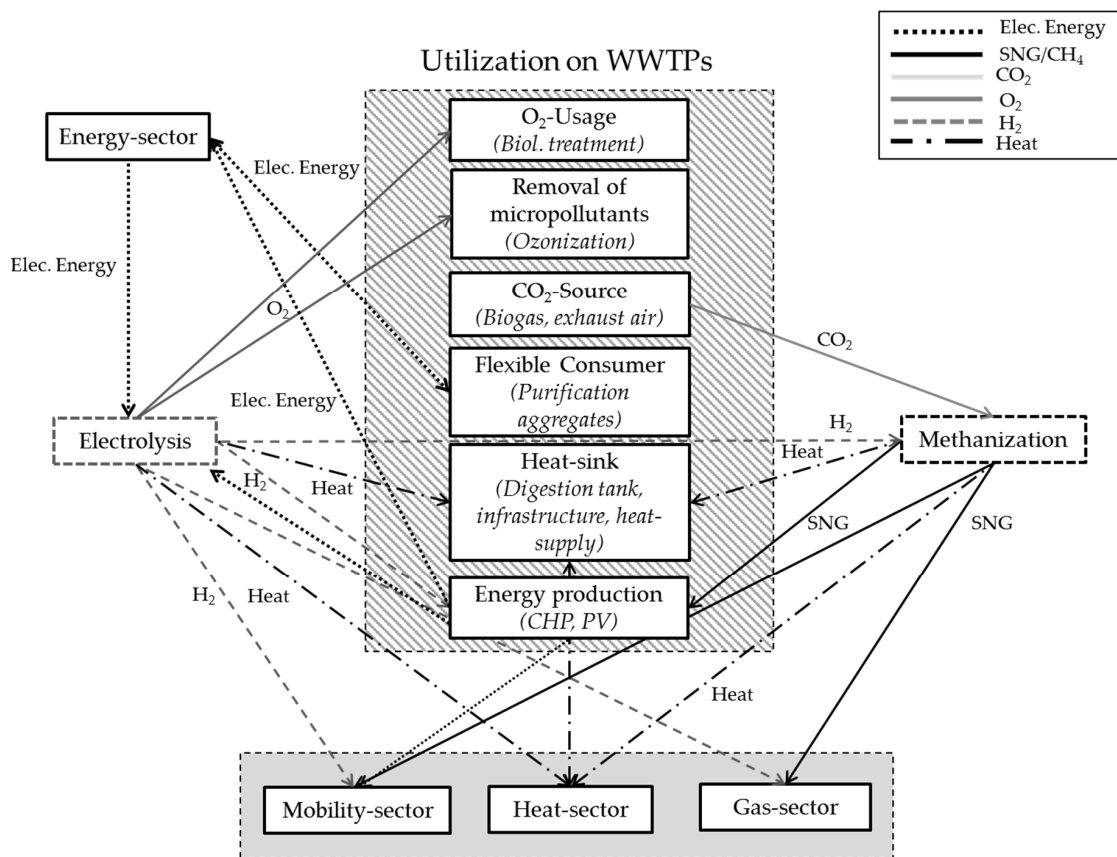 Elec. Energy
SNG/CH₄
CO₂
O₂
H₂
Heat
Utilization on WWTPs
Energy-sector
O₂-Usage
(Biol. treatment)
Elec. Energy
Removal of
micropollutants
(Ozonization)
Elec. Energy
O₂
CO₂-Source
(Biogas, exhaust air)
CO₂
Flexible Consumer
(Purification
aggregates)
Elec. Energy
Electrolysis
H₂
Methanization
H₂
Heat
Heat-sink
(Digestion tank,
infrastructure, heat-
supply)
Heat
SNG
SNG
H₂
Heat
Energy production
(CHP, PV)
Heat
Mobility-sector
Heat-sector
Gas-sector